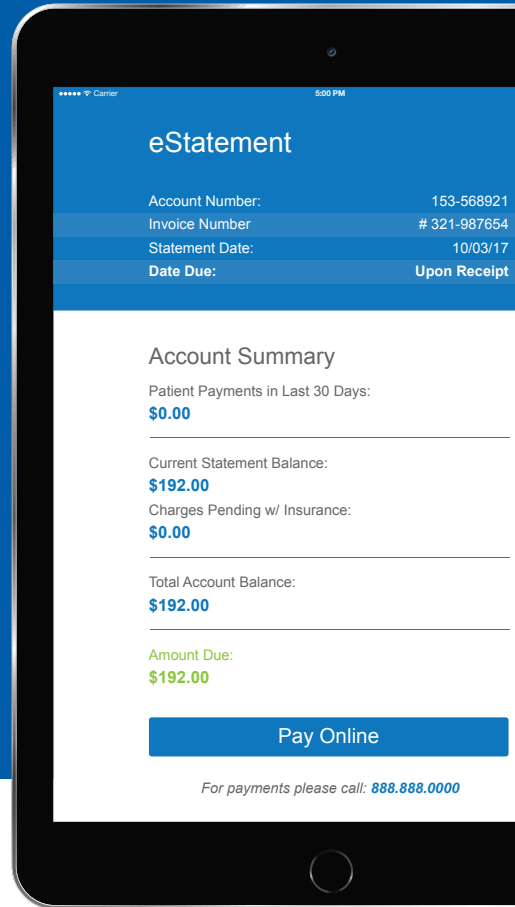 Carrier 5:00 PM
eStatement
Account Number: 153-568921
Invoice Number # 321-987654
Statement Date: 10/03/17
Date Due: Upon Receipt
Account Summary
Patient Payments in Last 30 Days:
$0.00
Current Statement Balance:
$192.00
Charges Pending w/ Insurance:
$0.00
Total Account Balance:
$192.00
Amount Due:
$192.00
Pay Online
For payments please call: 888.888.0000